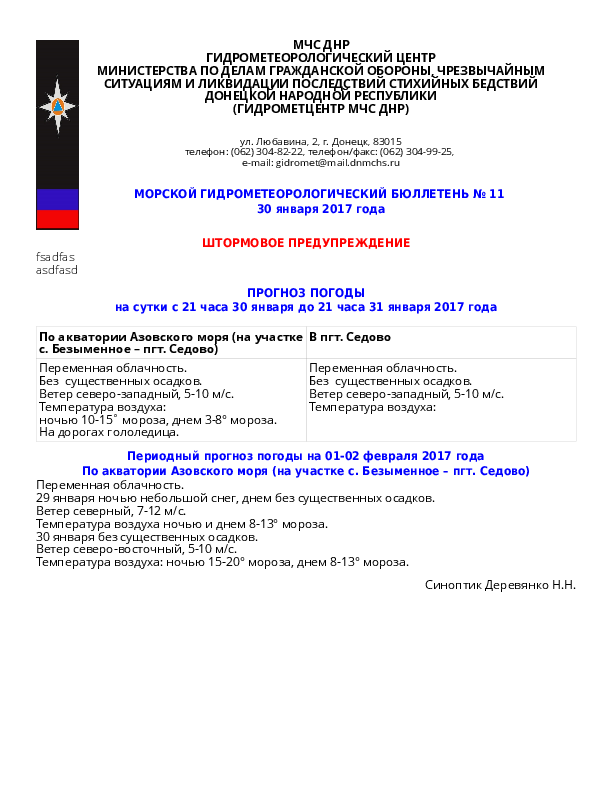 МЧС ДНР
ГИДРОМЕТЕОРОЛОГИЧЕСКИЙ ЦЕНТР
МИНИСТЕРСТВА ПО ДЕЛАМ ГРАЖДАНСКОЙ ОБОРОНЫ, ЧРЕЗВЫЧАЙНЫМ
СИТУАЦИЯМ И ЛИКВИДАЦИИ ПОСЛЕДСТВИЙ СТИХИЙНЫХ БЕДСТВИЙ
ДОНЕЦКОЙ НАРОДНОЙ РЕСПУБЛИКИ
(ГИДРОМЕТЦЕНТР МЧС ДНР)
ул. Любавина, 2, г. Донецк, 83015
телефон: (062) 304-82-22, телефон/факс: (062) 304-99-25,
e-mail: gidromet@mail.dnmchs.ru
МОРСКОЙ ГИДРОМЕТЕОРОЛОГИЧЕСКИЙ БЮЛЛЕТЕНЬ № 11
30 января 2017 года
ШТОРМОВОЕ ПРЕДУПРЕЖДЕНИЕ
fsadfas
asdfasd
ПРОГНОЗ ПОГОДЫ
на сутки с 21 часа 30 января до 21 часа 31 января 2017 года
По акватории Азовского моря (на участке
с. Безыменное – пгт. Седово)
В пгт. Седово
Переменная облачность.
Без  существенных осадков.
Ветер северо-западный, 5-10 м/с.
Температура воздуха:
ночью 10-15˚ мороза, днем 3-8° мороза.
На дорогах гололедица.
Переменная облачность.
Без  существенных осадков.
Ветер северо-западный, 5-10 м/с.
Температура воздуха:
Периодный прогноз погоды на 01-02 февраля 2017 года
По акватории Азовского моря (на участке с. Безыменное – пгт. Седово)
Переменная облачность.
29 января ночью небольшой снег, днем без существенных осадков.
Ветер северный, 7-12 м/с.
Температура воздуха ночью и днем 8-13° мороза.
30 января без существенных осадков.
Ветер северо-восточный, 5-10 м/с.
Температура воздуха: ночью 15-20° мороза, днем 8-13° мороза.
Синоптик Деревянко Н.Н.